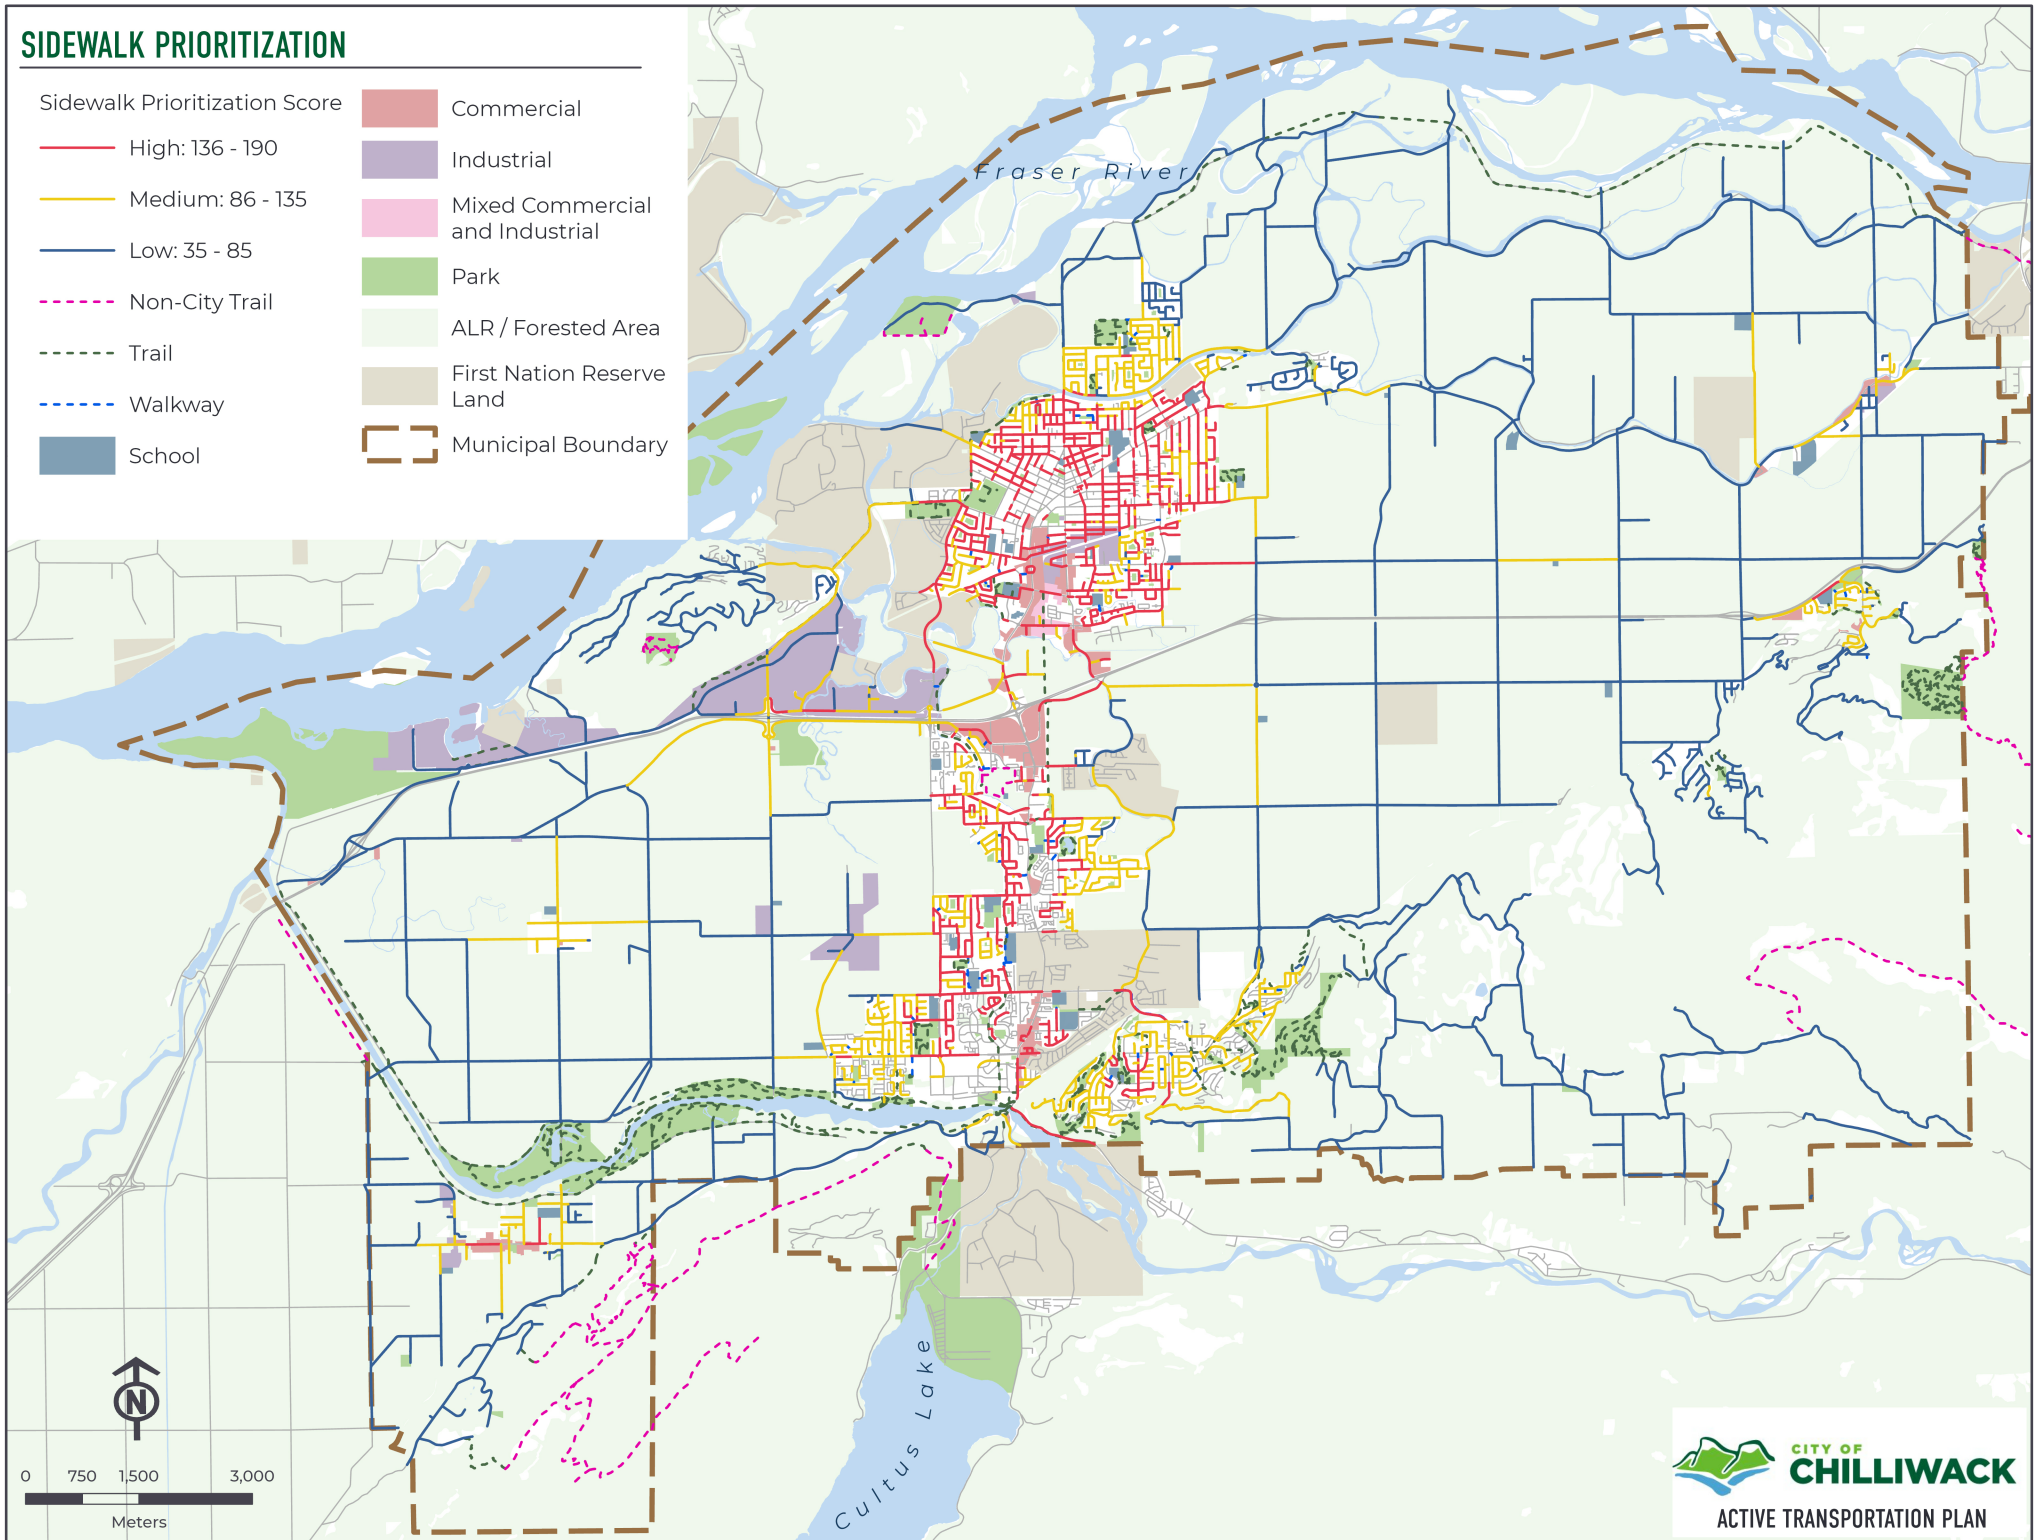 SIDEWALK PRIORITIZATION
Sidewalk Prioritization Score
High: 136 - 190
Medium: 86 - 135
Low: 35 - 85
Non-City Trail
Trail
Walkway
School
Commercial
Industrial
Mixed Commercial
and Industrial
Park
ALR / Forested Area
First Nation Reserve
Land
Municipal Boundary
Fraser River
Cultus Lake
N
0 750 1,500 3,000
Meters
CITY OF
CHILLIWACK
ACTIVE TRANSPORTATION PLAN